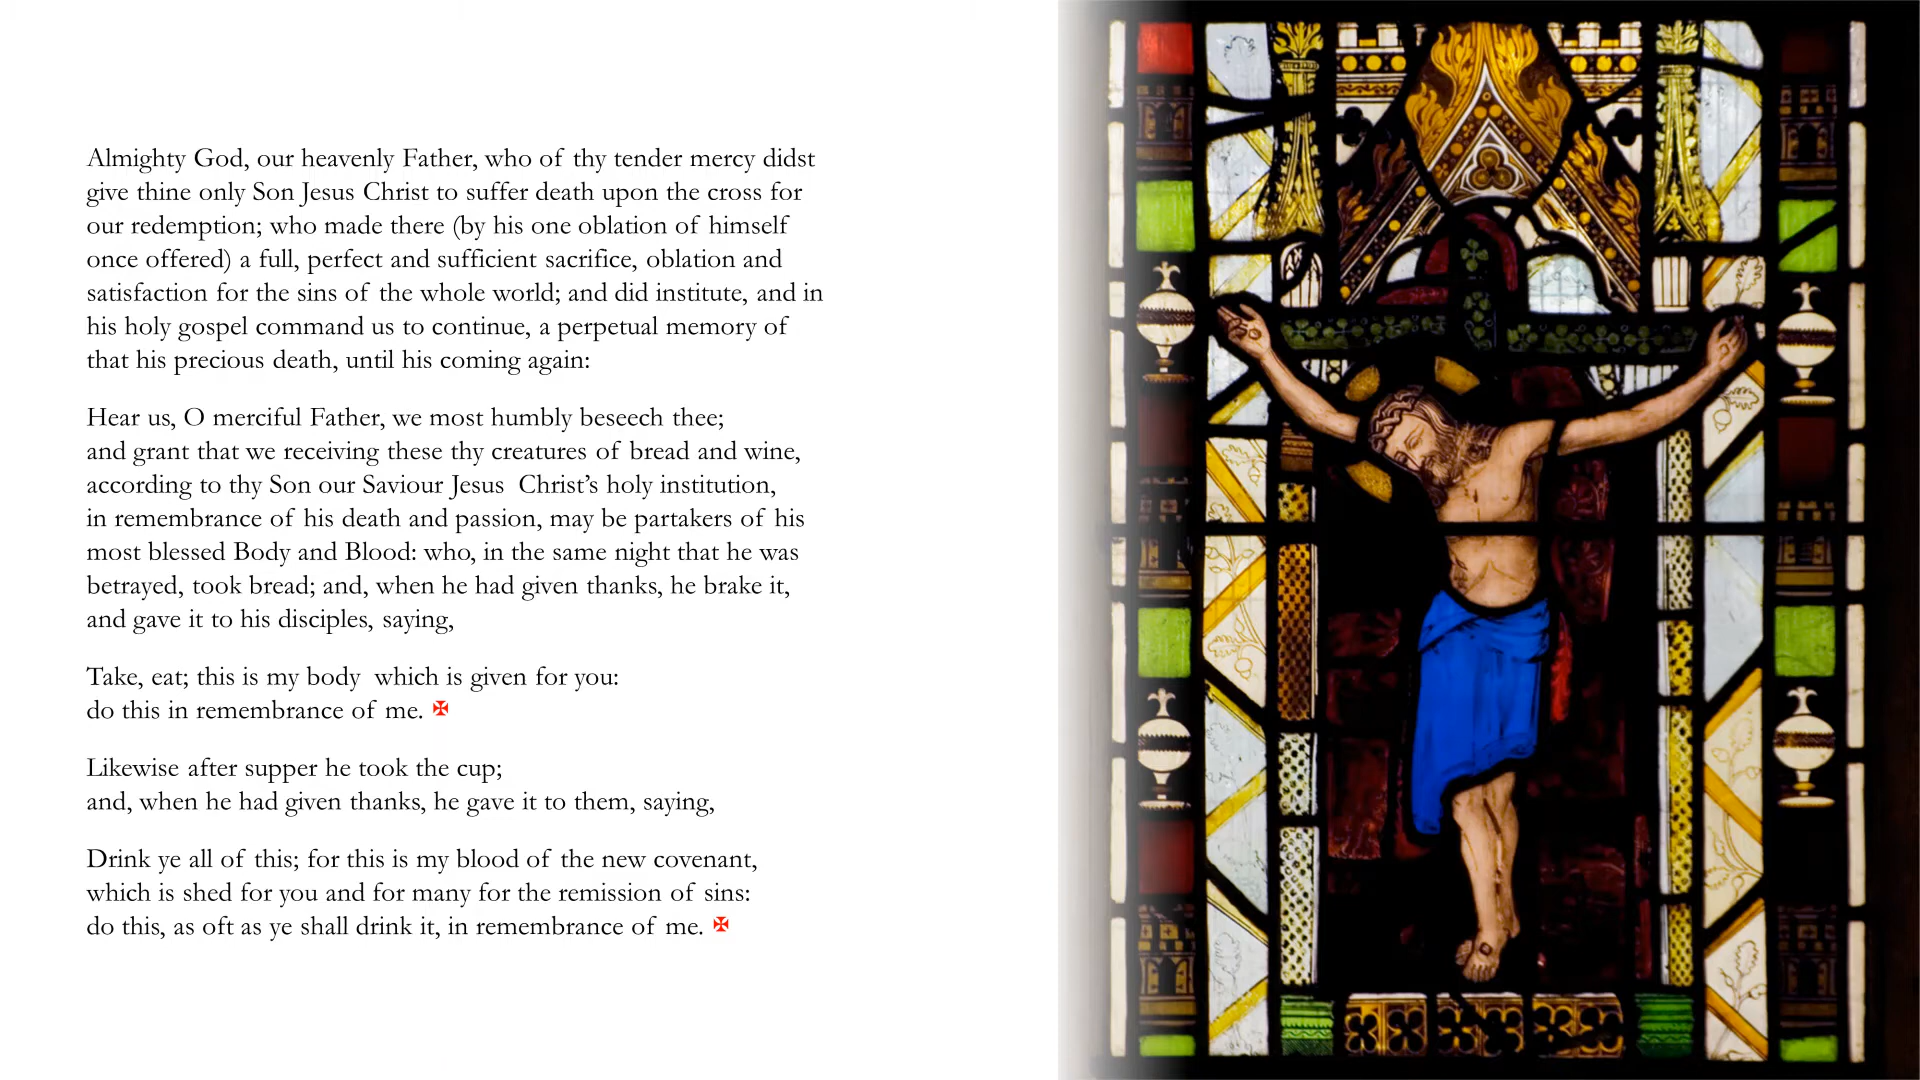 Almighty God, our heavenly Father, who of thy tender mercy didst
give thine only Son Jesus Christ to suffer death upon the cross for
our redemption; who made there (by his one oblation of himself
once offered) a full, perfect and sufficient sacrifice, oblation and
satisfaction for the sins of the whole world; and did institute, and in
his holy gospel command us to continue, a perpetual memory of
that his precious death, until his coming again:
Hear us, O merciful Father, we most humbly beseech thee;
and grant that we receiving these thy creatures of bread and wine,
according to thy Son our Saviour Jesus Christ’s holy institution,
in remembrance of his death and passion, may be partakers of his
most blessed Body and Blood: who, in the same night that he was
betrayed, took bread; and, when he had given thanks, he brake it,
and gave it to his disciples, saying,
Take, eat; this is my body which is given for you:
do this in remembrance of me. ✠
Likewise after supper he took the cup;
and, when he had given thanks, he gave it to them, saying,
Drink ye all of this; for this is my blood of the new covenant,
which is shed for you and for many for the remission of sins:
do this, as oft as ye shall drink it, in remembrance of me. ✠